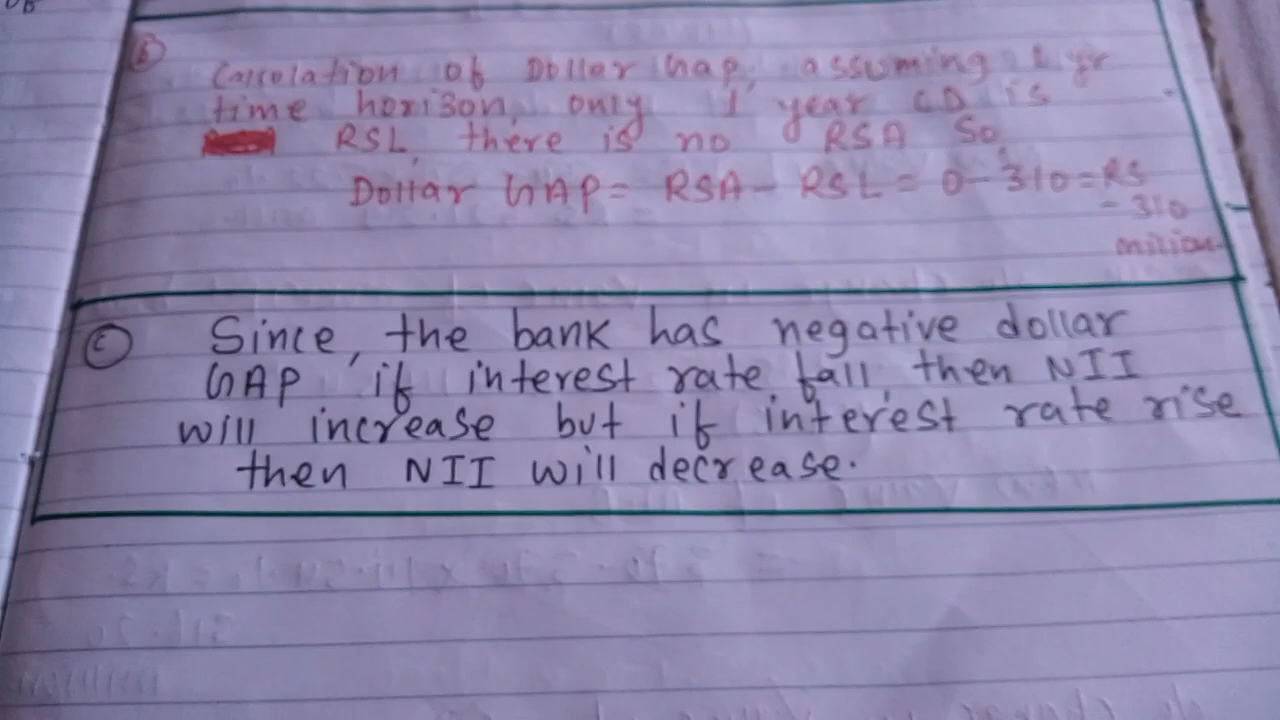 b
Calculation of Dollar Gap, assuming 1 yr
time horizon, only 1 year CD is
RSL, there is no RSA So,
Dollar GAP = RSA - RSL = 0 - 310 = RS
- 310
million
c Since, the bank has negative dollar
GAP if interest rate fall, then NII
will increase but if interest rate rise
then NII will decrease.